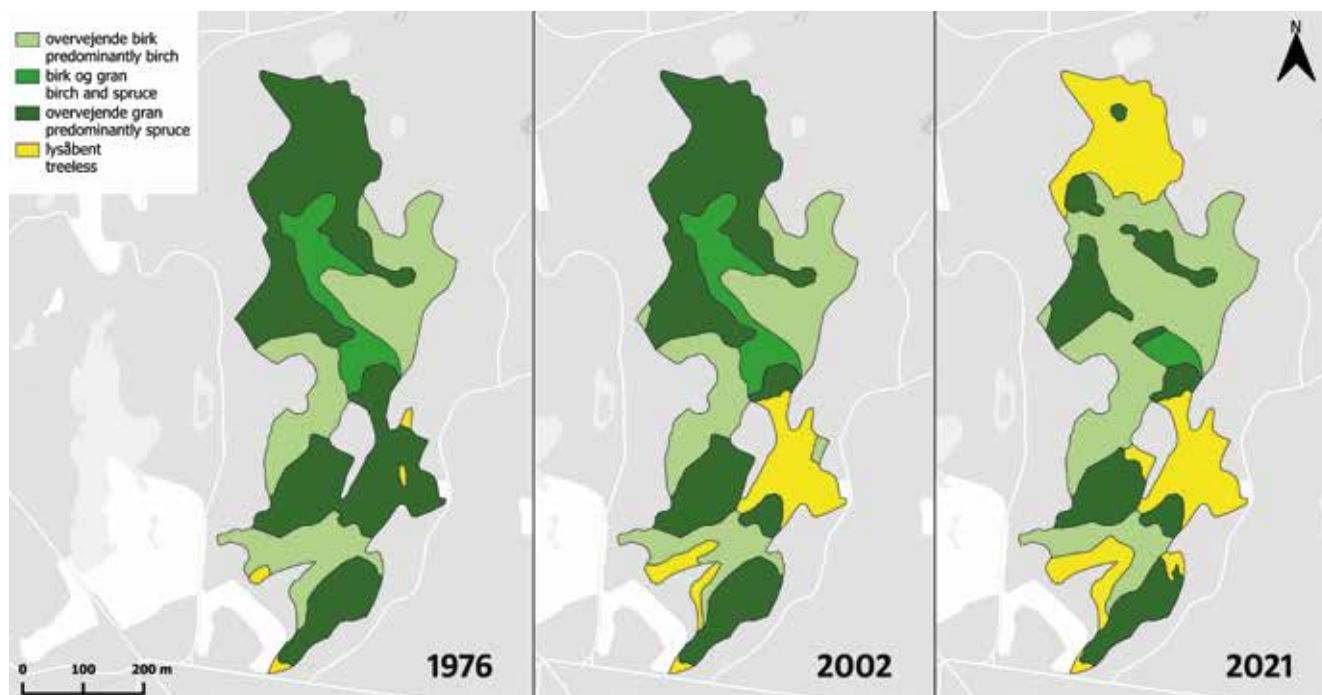 overvejende birk
predominantly birch
birk og gran
birch and spruce
overvejende gran
predominantly spruce
lysåbent
treeless
N
0 100 200 m
1976
2002
2021